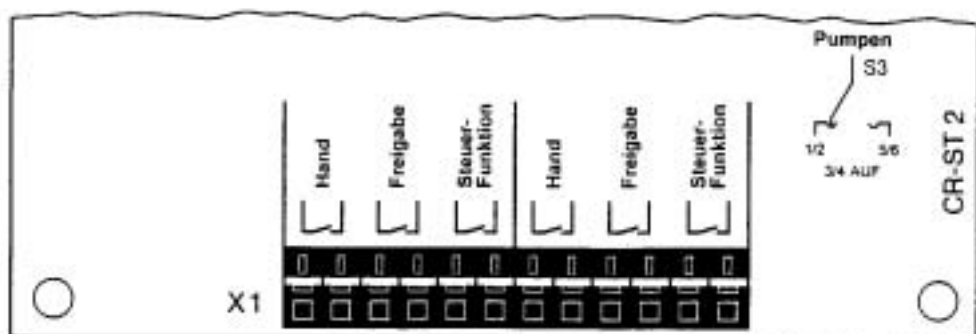 Pumpen
S3
1/2
5/6
3/4 AUF
CR-ST 2
Hand
Freigabe
Steuer-
Funktion
Hand
Freigabe
Steuer-
Funktion
X1